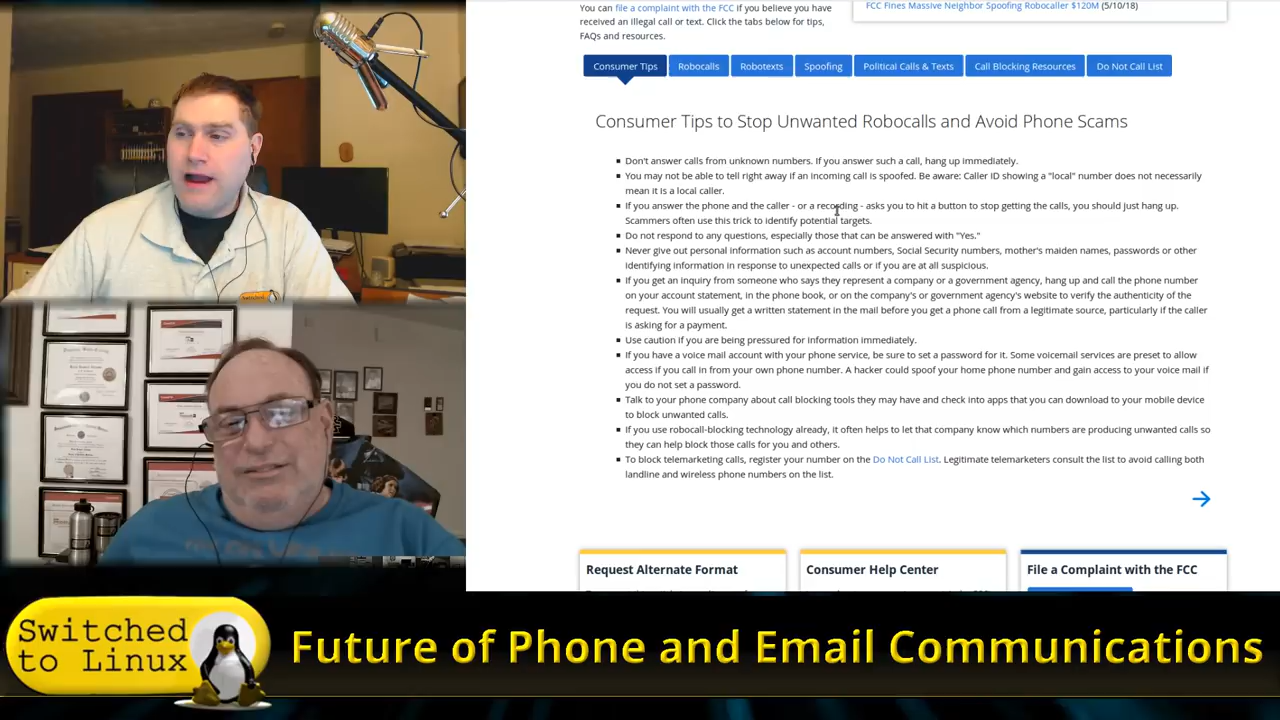 You can file a complaint with the FCC if you believe you have
received an illegal call or text. Click the tabs below for tips,
FAQs and resources.
FCC Fines Massive Neighbor Spoofing Robocaller $120M (5/10/18)
Consumer Tips
Robocalls
Robotexts
Spoofing
Political Calls & Texts
Call Blocking Resources
Do Not Call List
Consumer Tips to Stop Unwanted Robocalls and Avoid Phone Scams
Don't answer calls from unknown numbers. If you answer such a call, hang up immediately.
You may not be able to tell right away if an incoming call is spoofed. Be aware: Caller ID showing a "local" number does not necessarily
mean it is a local caller.
If you answer the phone and the caller - or a recording - asks you to hit a button to stop getting the calls, you should just hang up.
Scammers often use this trick to identify potential targets.
Do not respond to any questions, especially those that can be answered with "Yes."
Never give out personal information such as account numbers, Social Security numbers, mother's maiden names, passwords or other
identifying information in response to unexpected calls or if you are at all suspicious.
If you get an inquiry from someone who says they represent a company or a government agency, hang up and call the phone number
on your account statement, in the phone book, or on the company's or government agency's website to verify the authenticity of the
request. You will usually get a written statement in the mail before you get a phone call from a legitimate source, particularly if the caller
is asking for a payment.
Use caution if you are being pressured for information immediately.
If you have a voice mail account with your phone service, be sure to set a password for it. Some voicemail services are preset to allow
access if you call in from your own phone number. A hacker could spoof your home phone number and gain access to your voice mail if
you do not set a password.
Talk to your phone company about call blocking tools they may have and check into apps that you can download to your mobile device
to block unwanted calls.
If you use robocall-blocking technology already, it often helps to let that company know which numbers are producing unwanted calls so
they can help block those calls for you and others.
To block telemarketing calls, register your number on the Do Not Call List. Legitimate telemarketers consult the list to avoid calling both
landline and wireless phone numbers on the list.
Request Alternate Format
Consumer Help Center
File a Complaint with the FCC
Switched
to Linux
Future of Phone and Email Communications